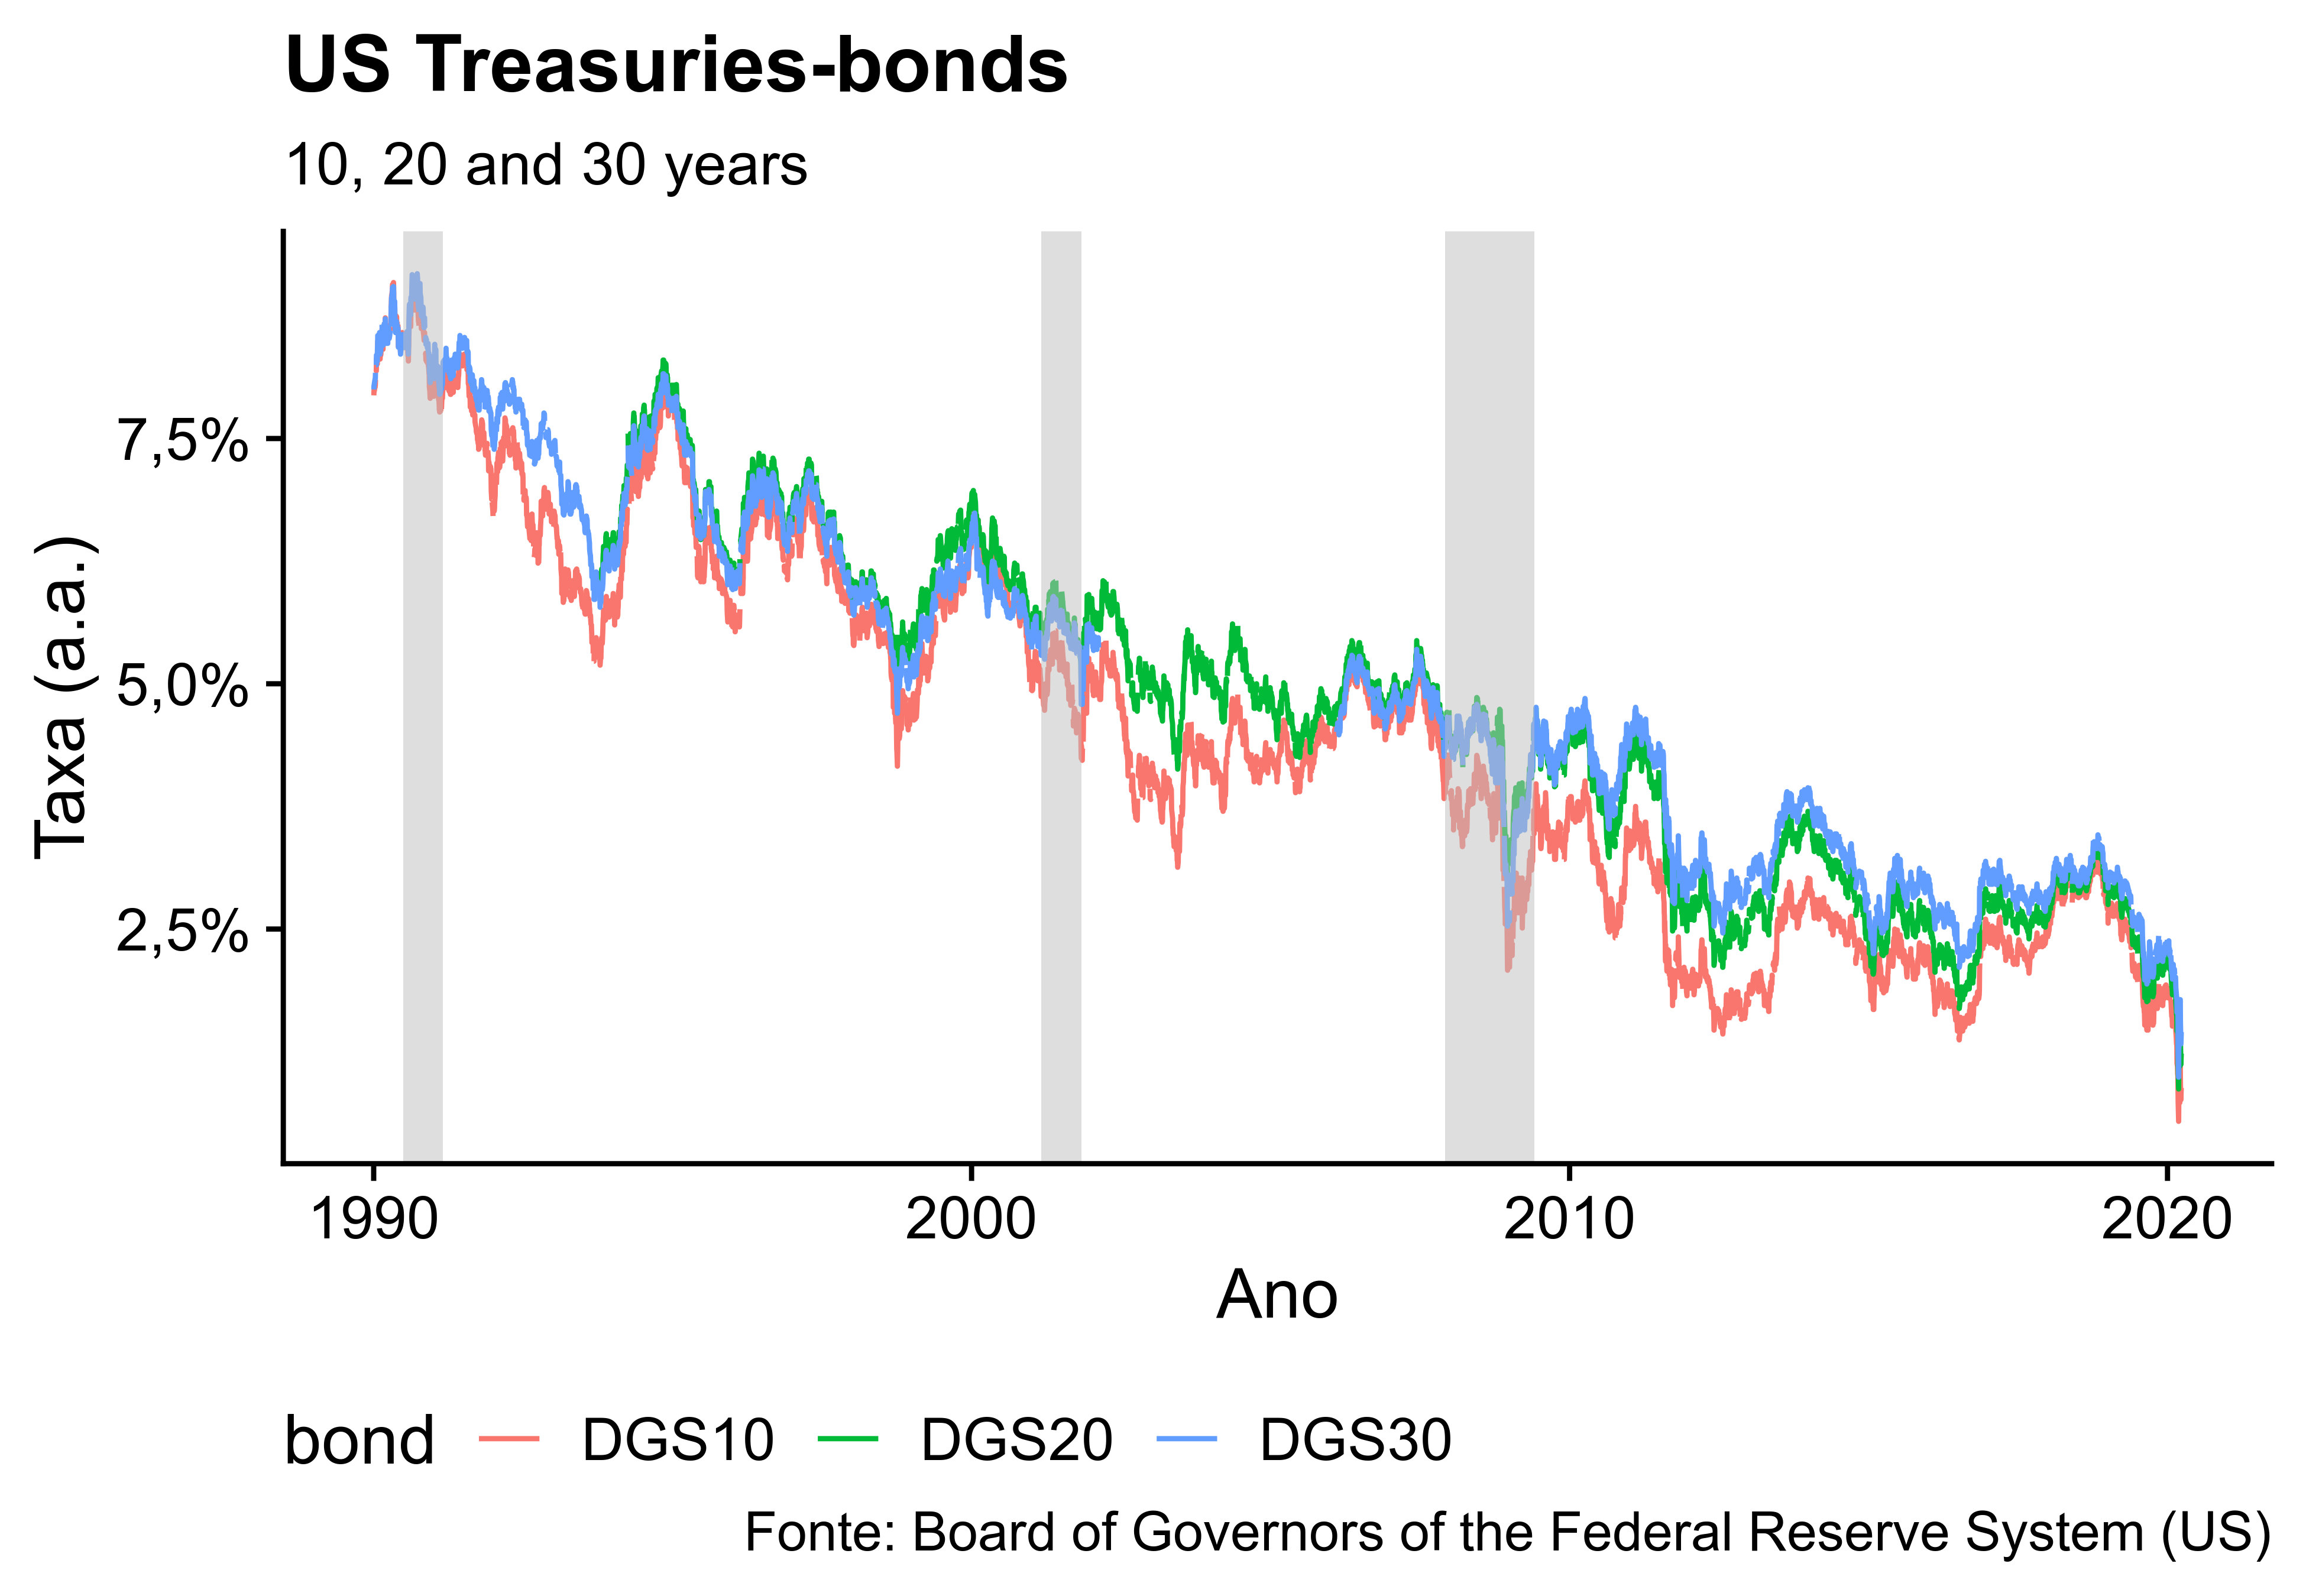 US Treasuries-bonds
10, 20 and 30 years
Taxa (a.a.)
7,5%
5,0%
2,5%
1990 2000 2010 2020
Ano
bond DGS10 DGS20 DGS30
Fonte: Board of Governors of the Federal Reserve System (US)